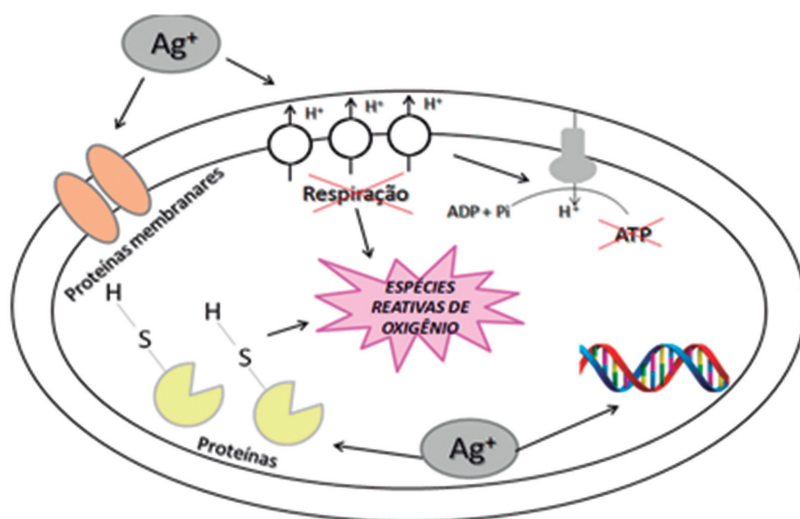 Ag⁺
H⁺
H⁺
H⁺
Respiração
ADP + Pi
H⁺
ATP
Proteínas membranares
H
S
H
S
ESPÉCIES
REATIVAS DE
OXIGÊNIO
Proteínas
Ag⁺